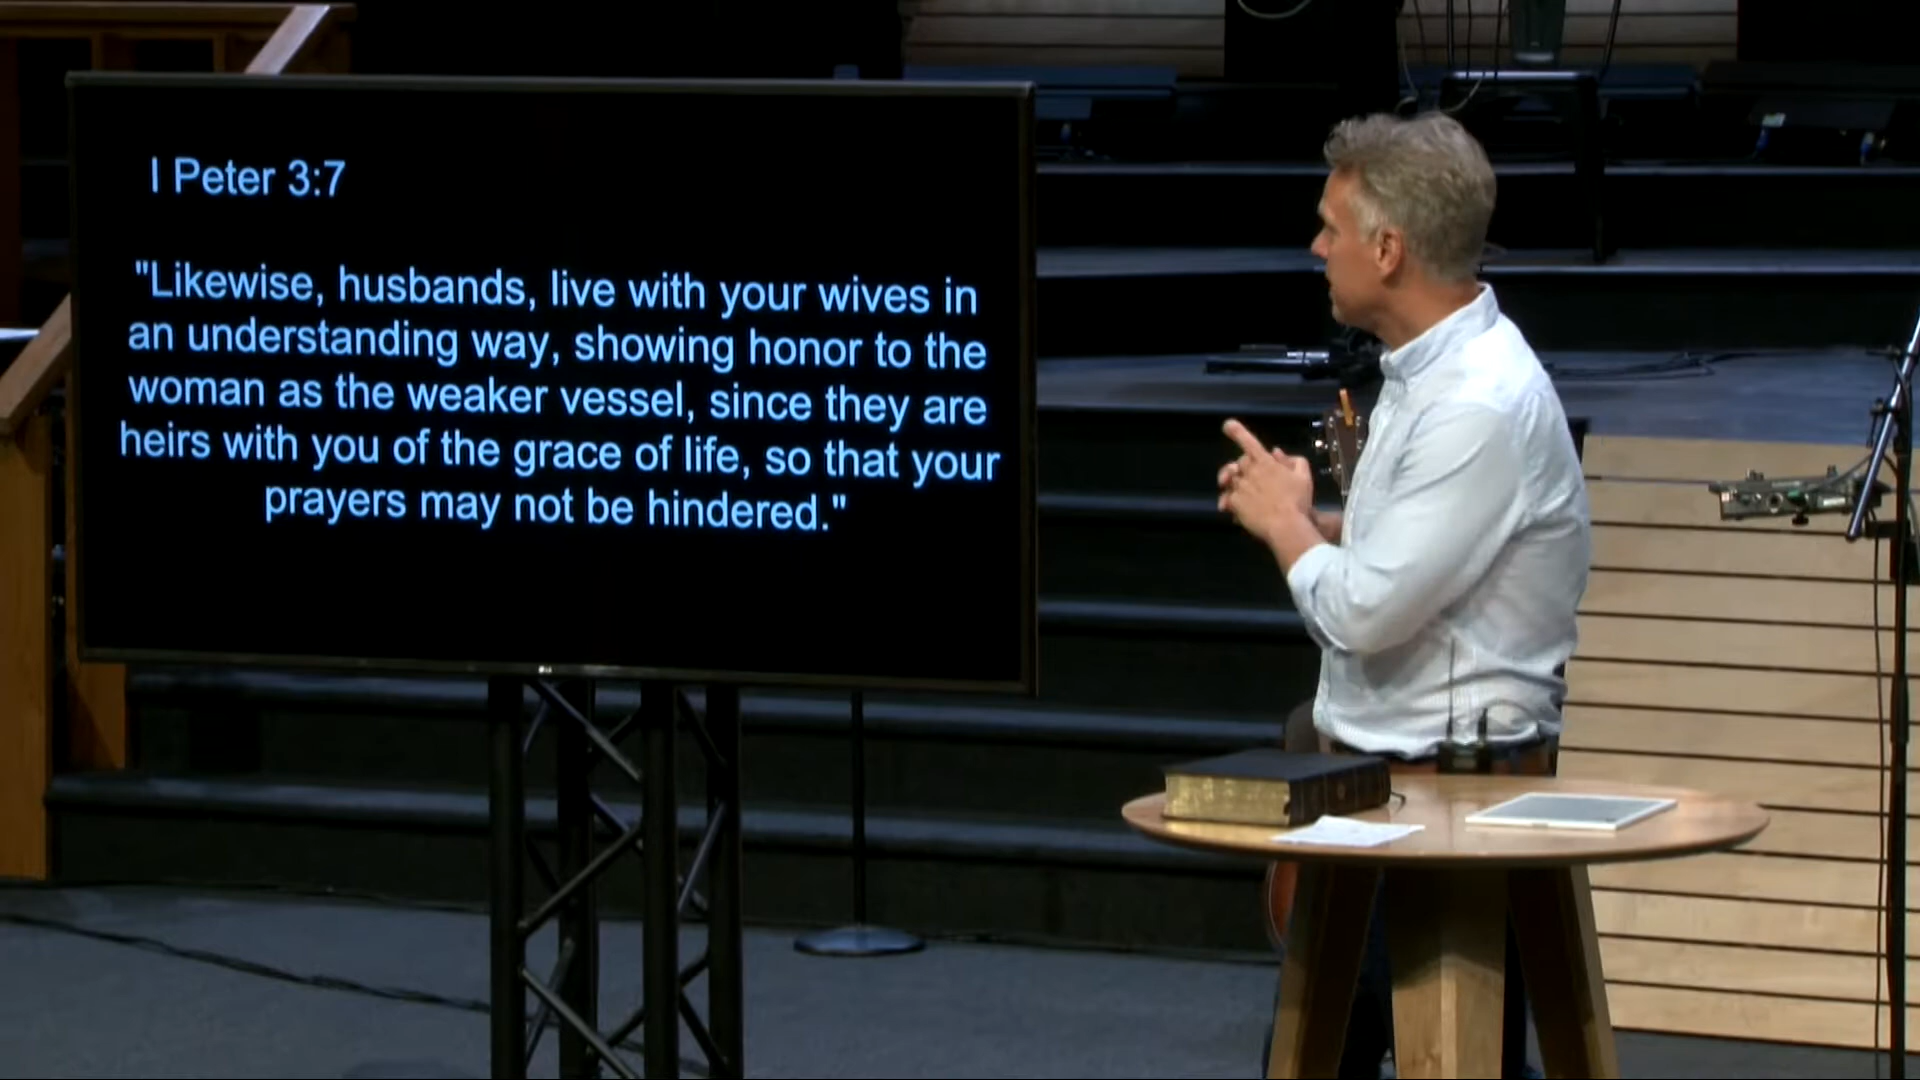 I Peter 3:7
"Likewise, husbands, live with your wives in
an understanding way, showing honor to the
woman as the weaker vessel, since they are
heirs with you of the grace of life, so that your
prayers may not be hindered."